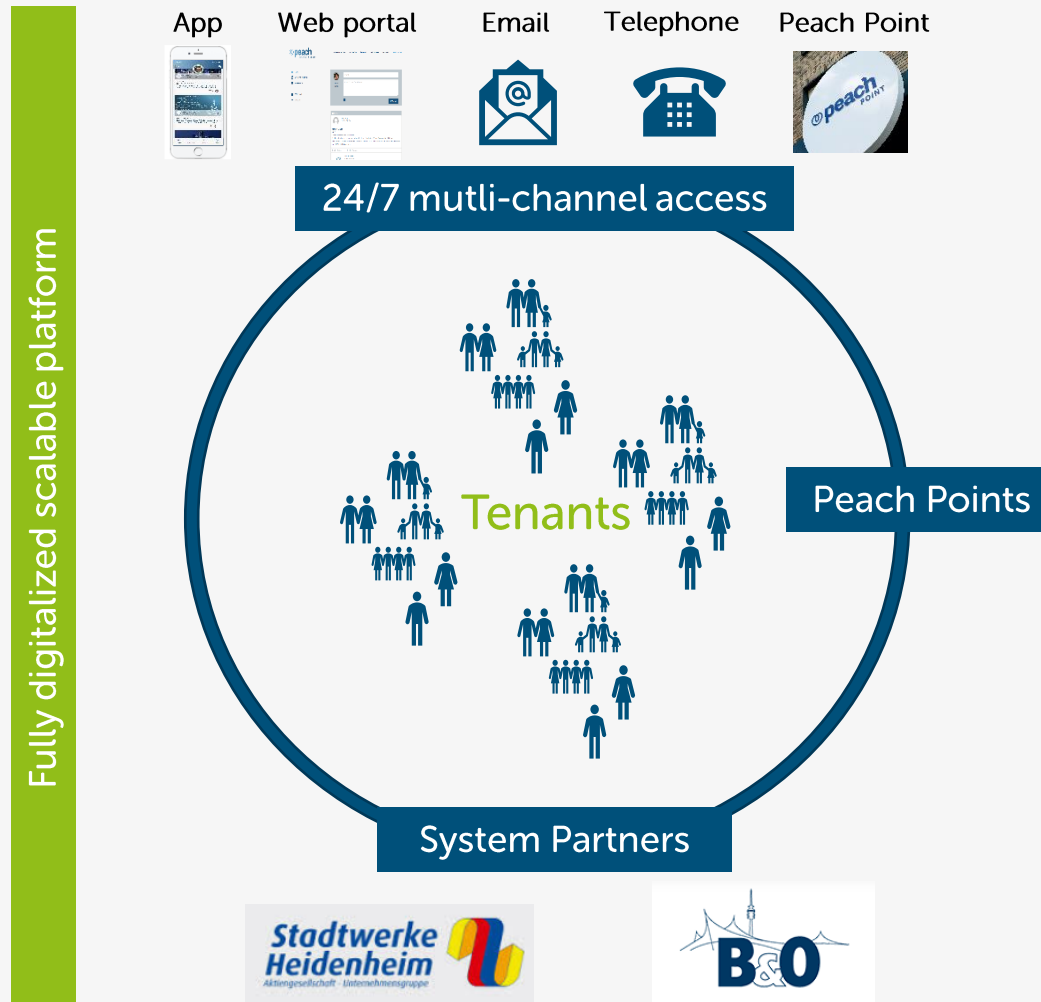 App
Web portal
Email
Telephone
Peach Point
peach
@
peach
POINT
24/7 mutli-channel access
Fully digitalized scalable platform
Tenants
Peach Points
System Partners
Stadtwerke
Heidenheim
Aktiengesellschaft - Unternehmensgruppe
B&O